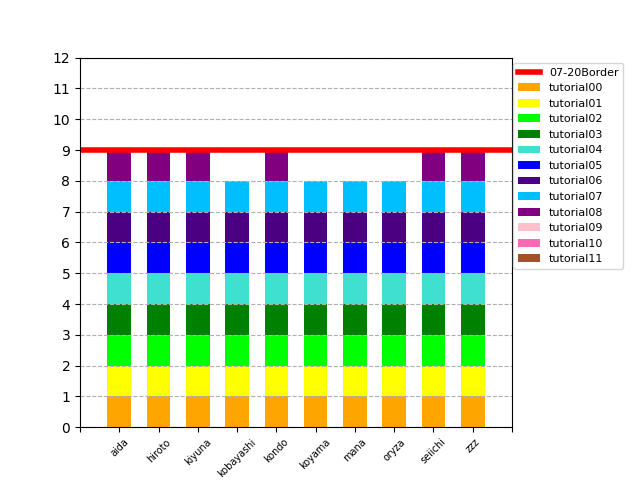 12
11
10
9
8
7
6
5
4
3
2
1
0
aida
hiroto
kiyuna
kobayashi
kondo
koyama
mana
oryza
seiichi
zzz
07-20Border
tutorial00
tutorial01
tutorial02
tutorial03
tutorial04
tutorial05
tutorial06
tutorial07
tutorial08
tutorial09
tutorial10
tutorial11